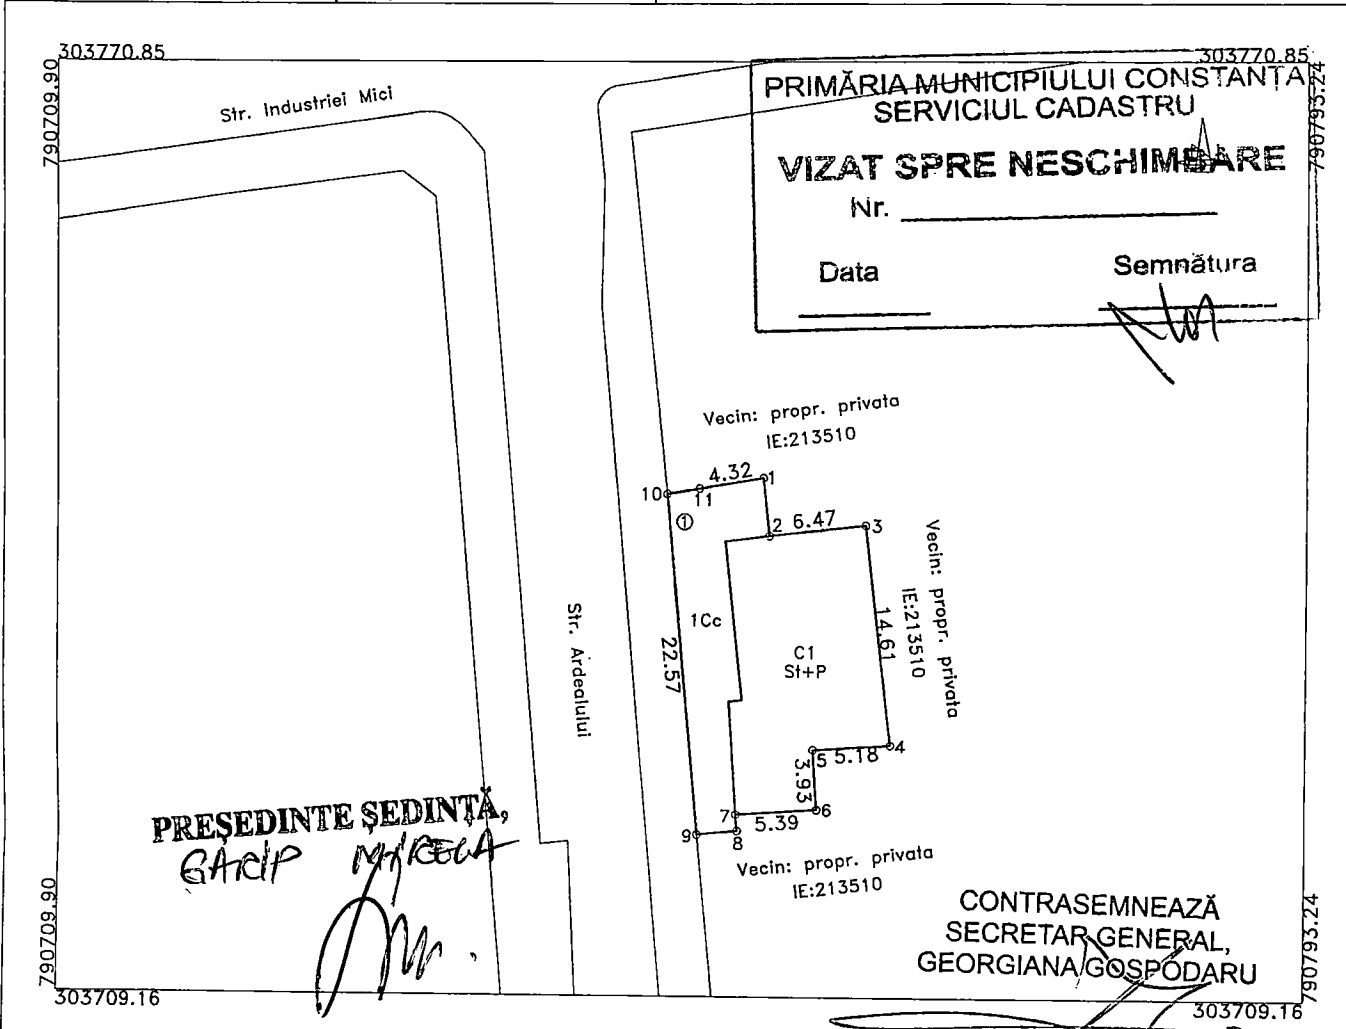 303770.85
303770.85
790709.90
790793.24
Str. Industriei Mici
PRIMĂRIA MUNICIPIULUI CONSTANȚA
SERVICIUL CADASTRU
VIZAT SPRE NESCHIMBARE
Nr.
Data
Semnătura
Vecin: propr. privata
IE:213510
4.32
1
10
11
1
2
6.47
3
Vecin: propr. privata
IE:213510
14.61
1Cc
22.57
C1
St+P
Str. Ardealului
5
5.18
4
3.93
7
5.39
6
9
8
Vecin: propr. privata
IE:213510
PREȘEDINTE ȘEDINȚĂ,
GARIP MIRELA
CONTRASEMNEAZĂ
SECRETAR GENERAL,
GEORGIANA GOSPODARU
790709.90
790793.24
303709.16
303709.16